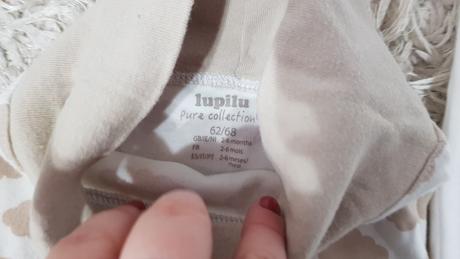 lupilu
pure collection
62/68
GB/IE/NI 2-6 months
FR 2-6 mois
ES/IT/PT 2-6 meses/
mesi